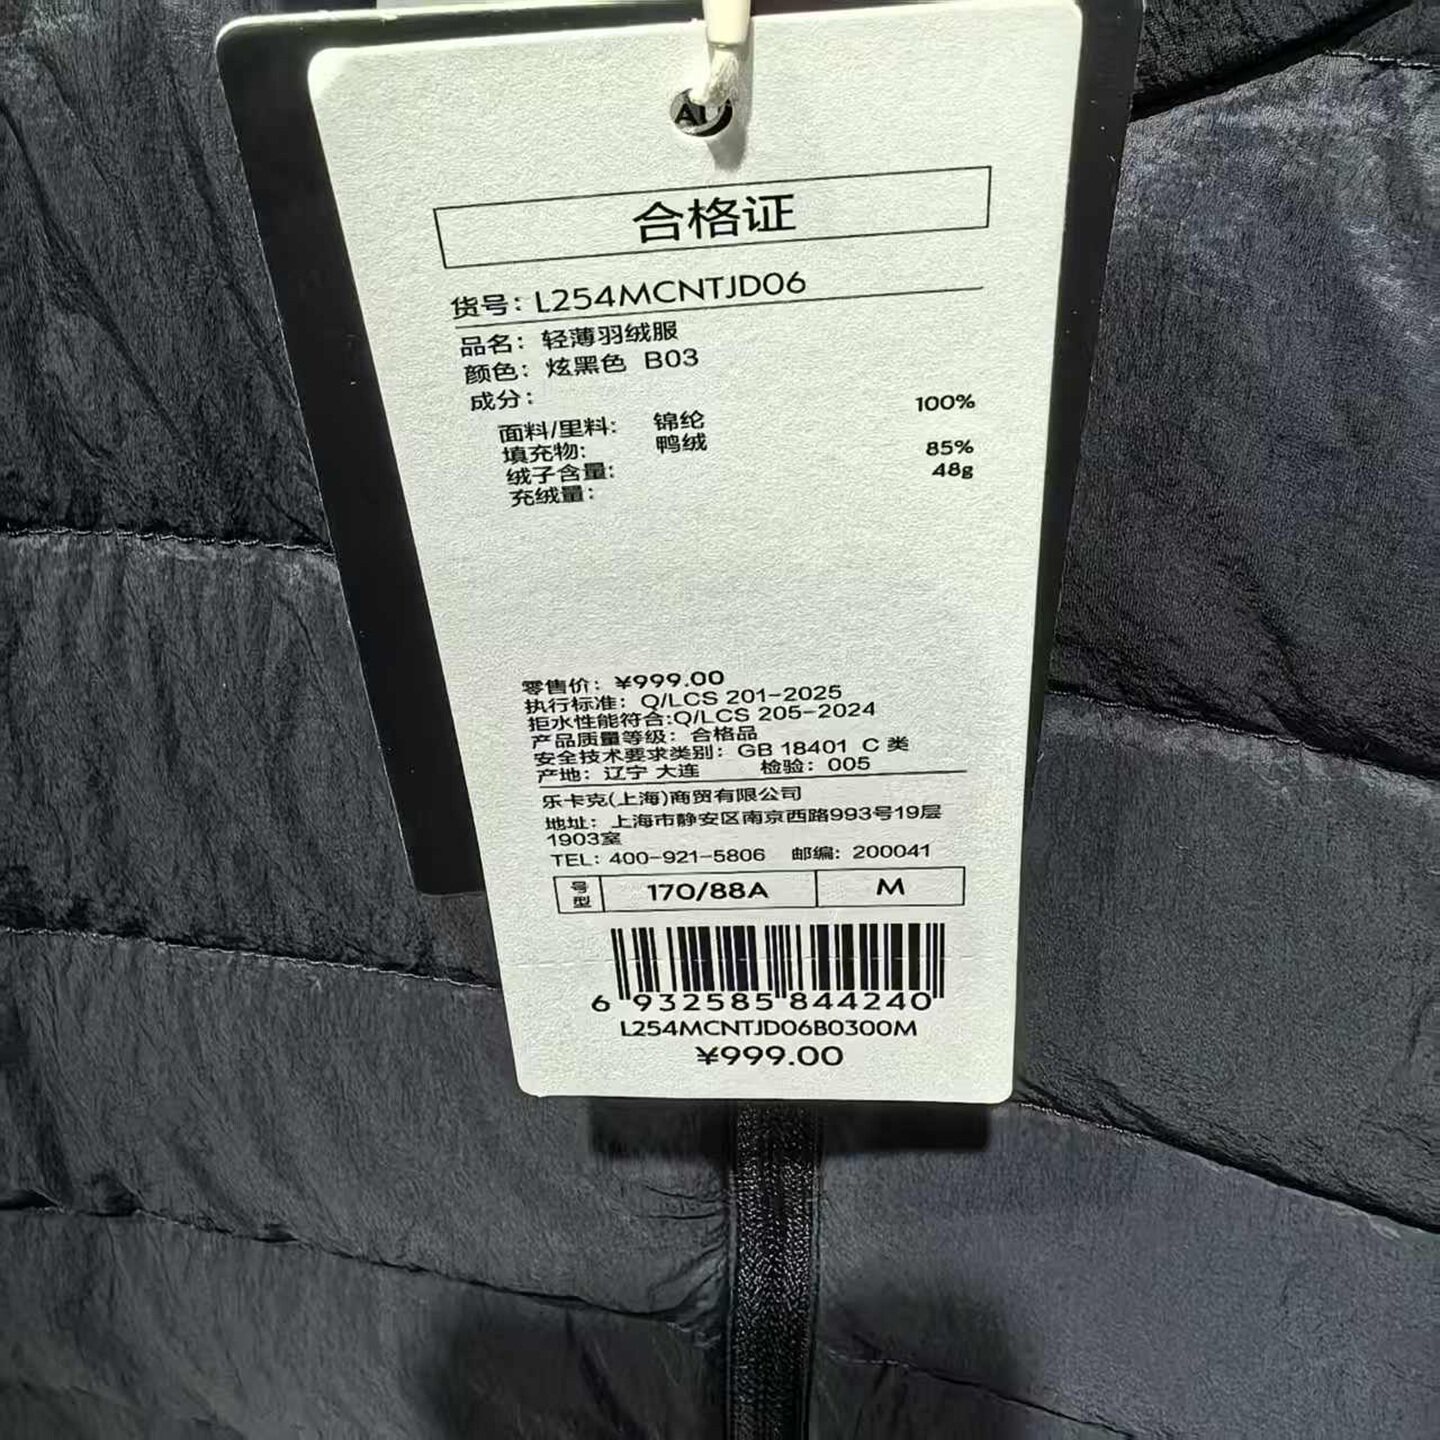 合格证
货号: L254MCNTJD06
品名: 轻薄羽绒服
颜色: 炫黑色 B03
成分:
面料/里料: 锦纶 100%
填充物: 鸭绒
绒子含量: 85%
充绒量: 48g
零售价: ¥999.00
执行标准: Q/LCS 201-2025
拒水性能符合:Q/LCS 205-2024
产品质量等级: 合格品
安全技术要求类别: GB 18401 C 类
产地: 辽宁 大连 检验: 005
乐卡克(上海)商贸有限公司
地址: 上海市静安区南京西路993号19层
1903室
TEL: 400-921-5806 邮编: 200041
号型 170/88A M
6 932585 844240
L254MCNTJD06B0300M
¥999.00